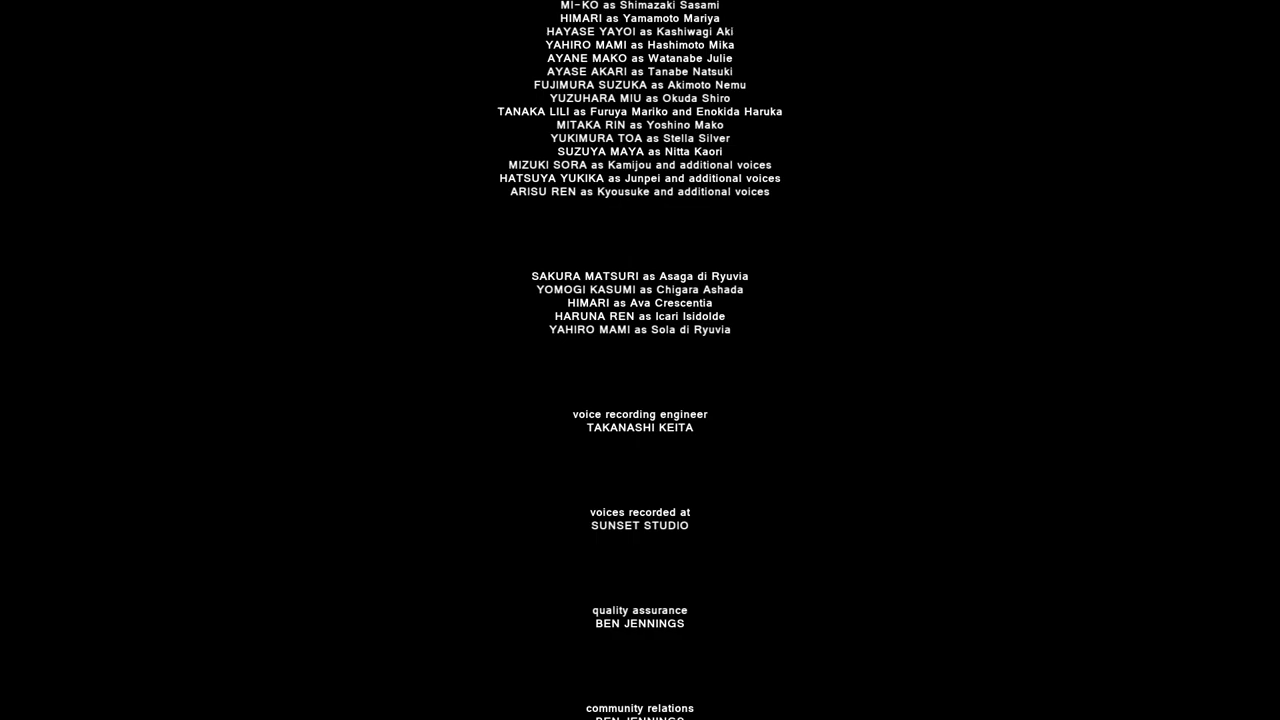 MI-KO as Shimazaki Sasami
HIMARI as Yamamoto Mariya
HAYASE YAYOI as Kashiwagi Aki
YAHIRO MAMI as Hashimoto Mika
AYANE MAKO as Watanabe Julie
AYASE AKARI as Tanabe Natsuki
FUJIMURA SUZUKA as Akimoto Nemu
YUZUHARA MIU as Okuda Shiro
TANAKA LILI as Furuya Mariko and Enokida Haruka
MITAKA RIN as Yoshino Mako
YUKIMURA TOA as Stella Silver
SUZUYA MAYA as Nitta Kaori
MIZUKI SORA as Kamijou and additional voices
HATSUYA YUKIKA as Junpei and additional voices
ARISU REN as Kyousuke and additional voices
SAKURA MATSURI as Asaga di Ryuvia
YOMOGI KASUMI as Chigara Ashada
HIMARI as Ava Crescentia
HARUNA REN as Icari Isidolde
YAHIRO MAMI as Sola di Ryuvia
voice recording engineer
TAKANASHI KEITA
voices recorded at
SUNSET STUDIO
quality assurance
BEN JENNINGS
community relations
BEN JENNINGS